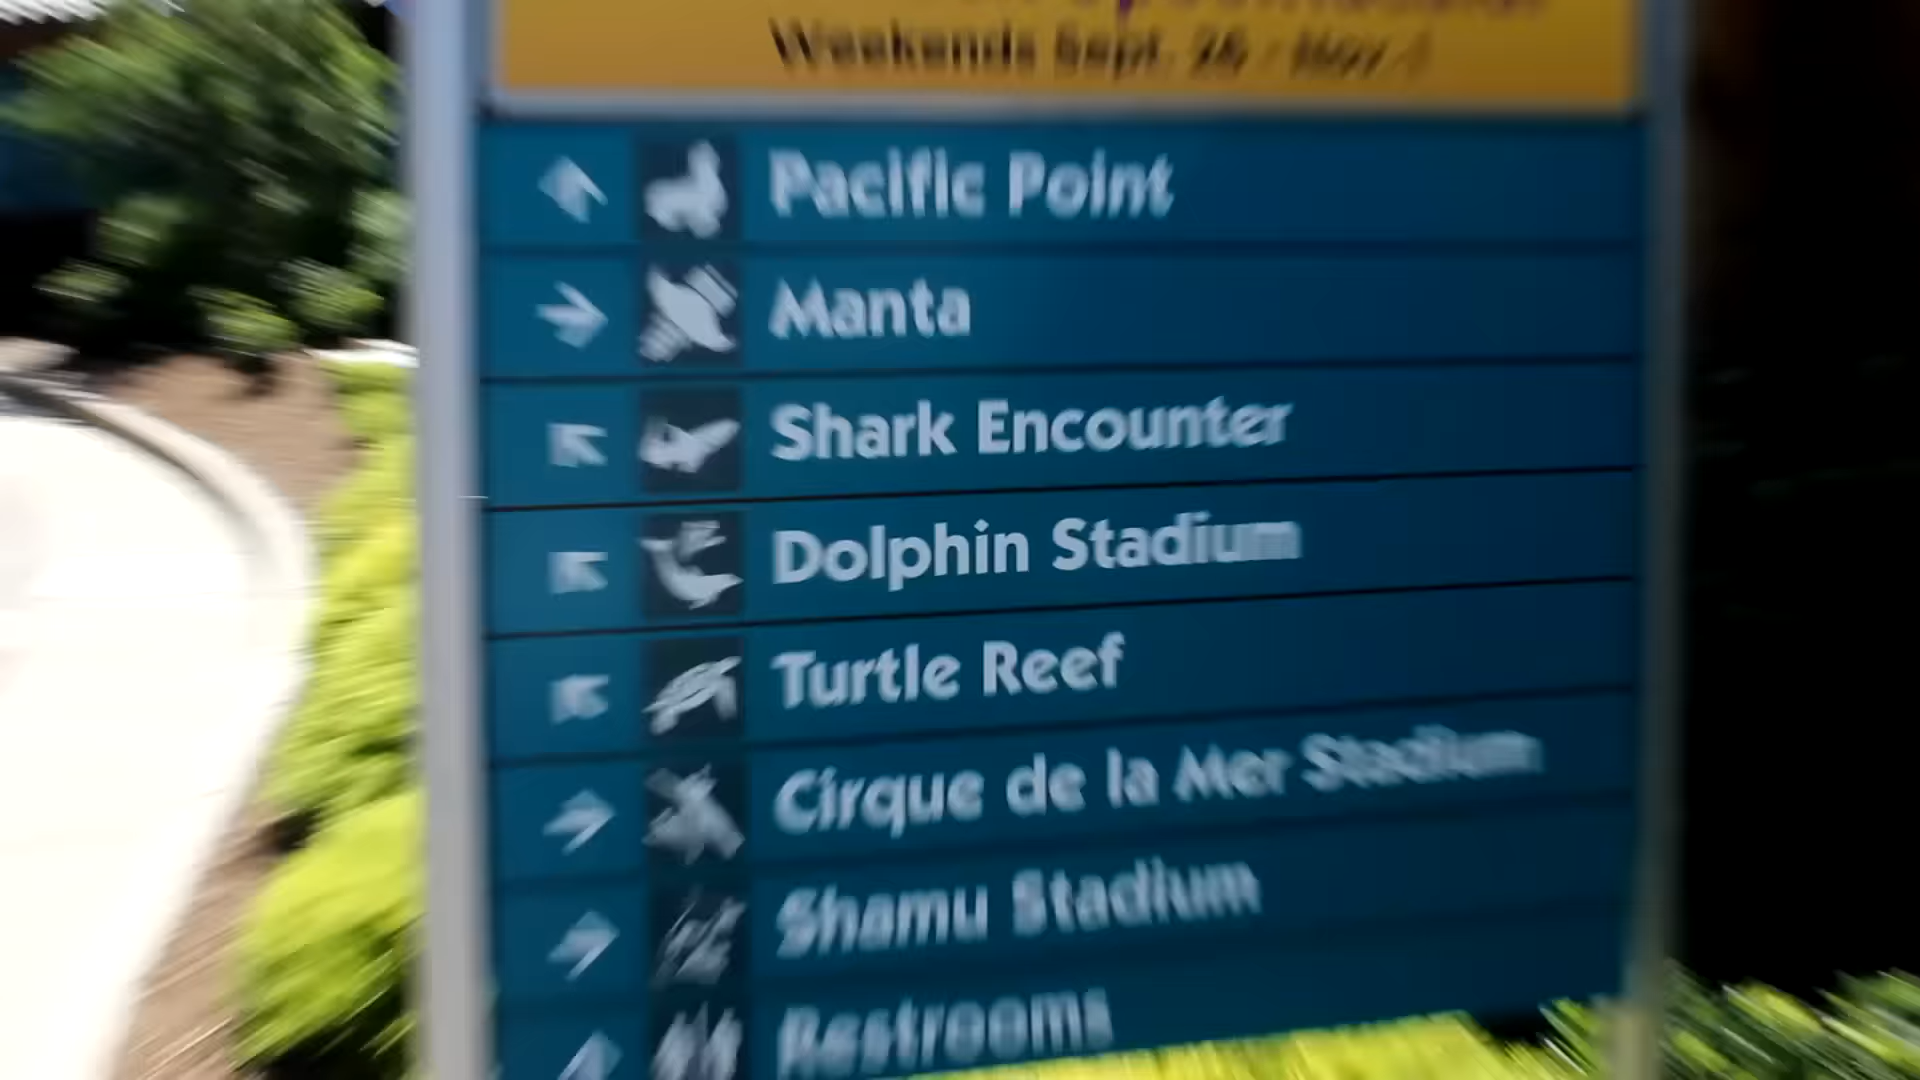 Weekends Sept. 26 - Nov 1
Pacific Point
Manta
Shark Encounter
Dolphin Stadium
Turtle Reef
Cirque de la Mer Stadium
Shamu Stadium
Restrooms